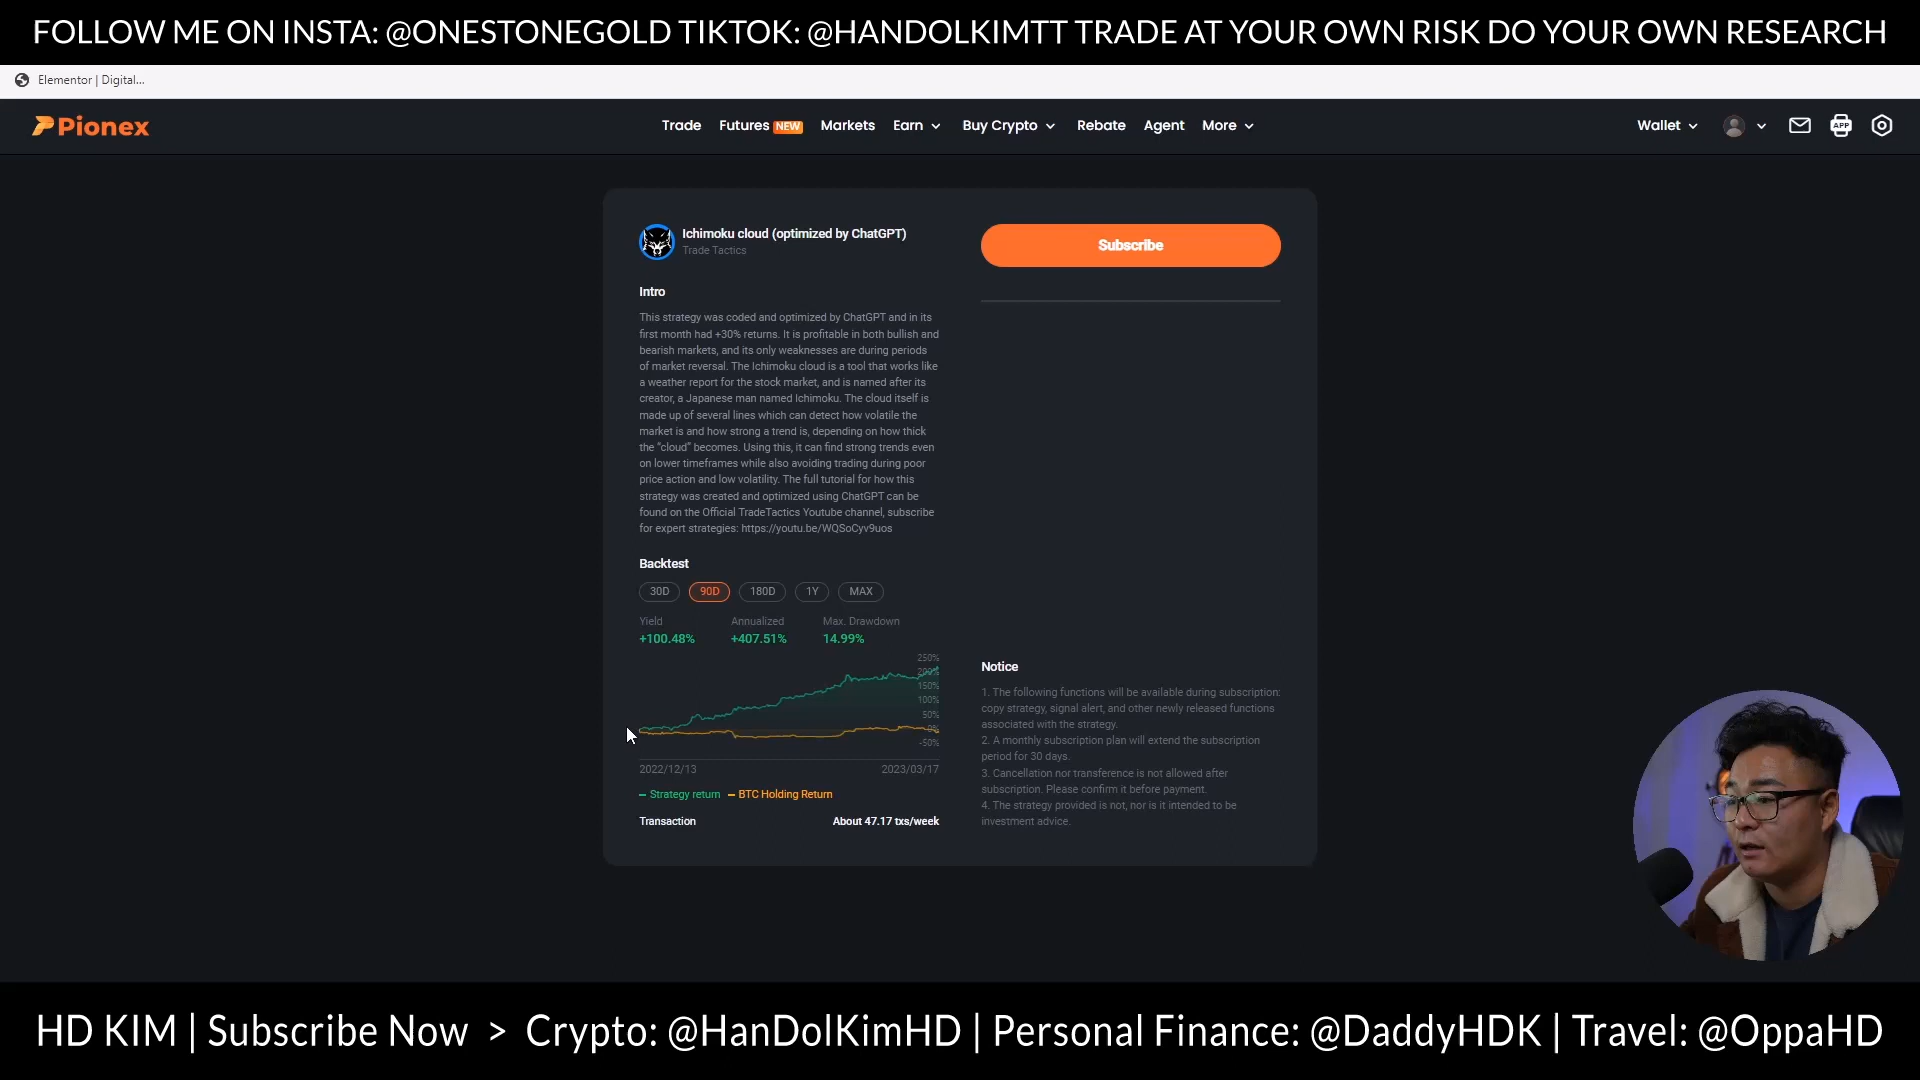 FOLLOW ME ON INSTA: @ONESTONEGOLD TIKTOK: @HANDOLKIMTT TRADE AT YOUR OWN RISK DO YOUR OWN RESEARCH
Elementor | Digital...
Pionex
Trade
Futures NEW
Markets
Earn
Buy Crypto
Rebate
Agent
More
Wallet
APP
Ichimoku cloud (optimized by ChatGPT)
Trade Tactics
Subscribe
Intro
This strategy was coded and optimized by ChatGPT and in its
first month had +30% returns. It is profitable in both bullish and
bearish markets, and its only weaknesses are during periods
of market reversal. The Ichimoku cloud is a tool that works like
a weather report for the stock market, and is named after its
creator, a Japanese man named Ichimoku. The cloud itself is
made up of several lines which can detect how volatile the
market is and how strong a trend is, depending on how thick
the "cloud" becomes. Using this, it can find strong trends even
on lower timeframes while also avoiding trading during poor
price action and low volatility. The full tutorial for how this
strategy was created and optimized using ChatGPT can be
found on the Official TradeTactics Youtube channel, subscribe
for expert strategies: https://youtu.be/WQSoCyv9uos
Backtest
30D
90D
180D
1Y
MAX
Yield
Annualized
Max. Drawdown
+100.48%
+407.51%
14.99%
250%
200%
150%
100%
50%
0%
-50%
2022/12/13
2023/03/17
Strategy return
BTC Holding Return
Transaction
About 47.17 txs/week
Notice
1. The following functions will be available during subscription:
copy strategy, signal alert, and other newly released functions
associated with the strategy.
2. A monthly subscription plan will extend the subscription
period for 30 days.
3. Cancellation nor transference is not allowed after
subscription. Please confirm it before payment.
4. The strategy provided is not, nor is it intended to be
investment advice.
HD KIM | Subscribe Now > Crypto: @HanDolKimHD | Personal Finance: @DaddyHDK | Travel: @OppaHD